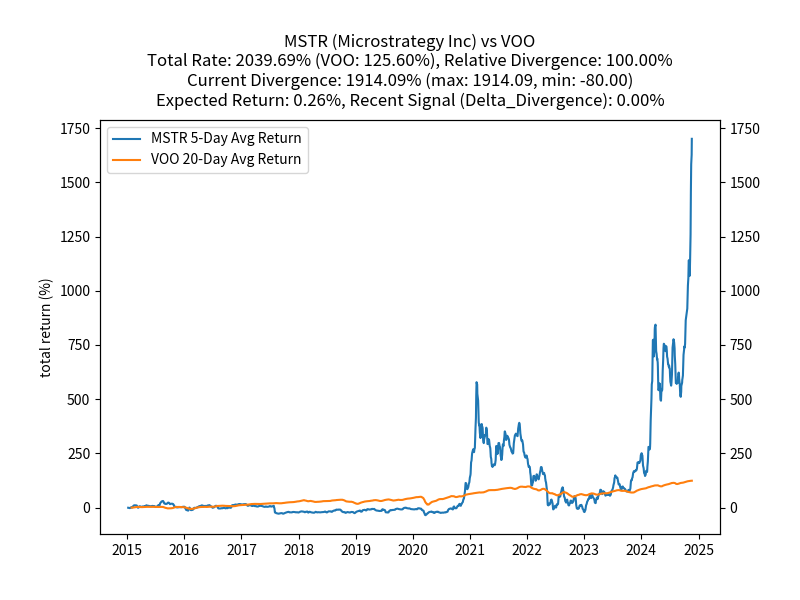 MSTR (Microstrategy Inc) vs VOO
Total Rate: 2039.69% (VOO: 125.60%), Relative Divergence: 100.00%
Current Divergence: 1914.09% (max: 1914.09, min: -80.00)
Expected Return: 0.26%, Recent Signal (Delta_Divergence): 0.00%
MSTR 5-Day Avg Return
VOO 20-Day Avg Return
total return (%)
1750 1750
1500 1500
1250 1250
1000 1000
750 750
500 500
250 250
0 0
2015 2016 2017 2018 2019 2020 2021 2022 2023 2024 2025